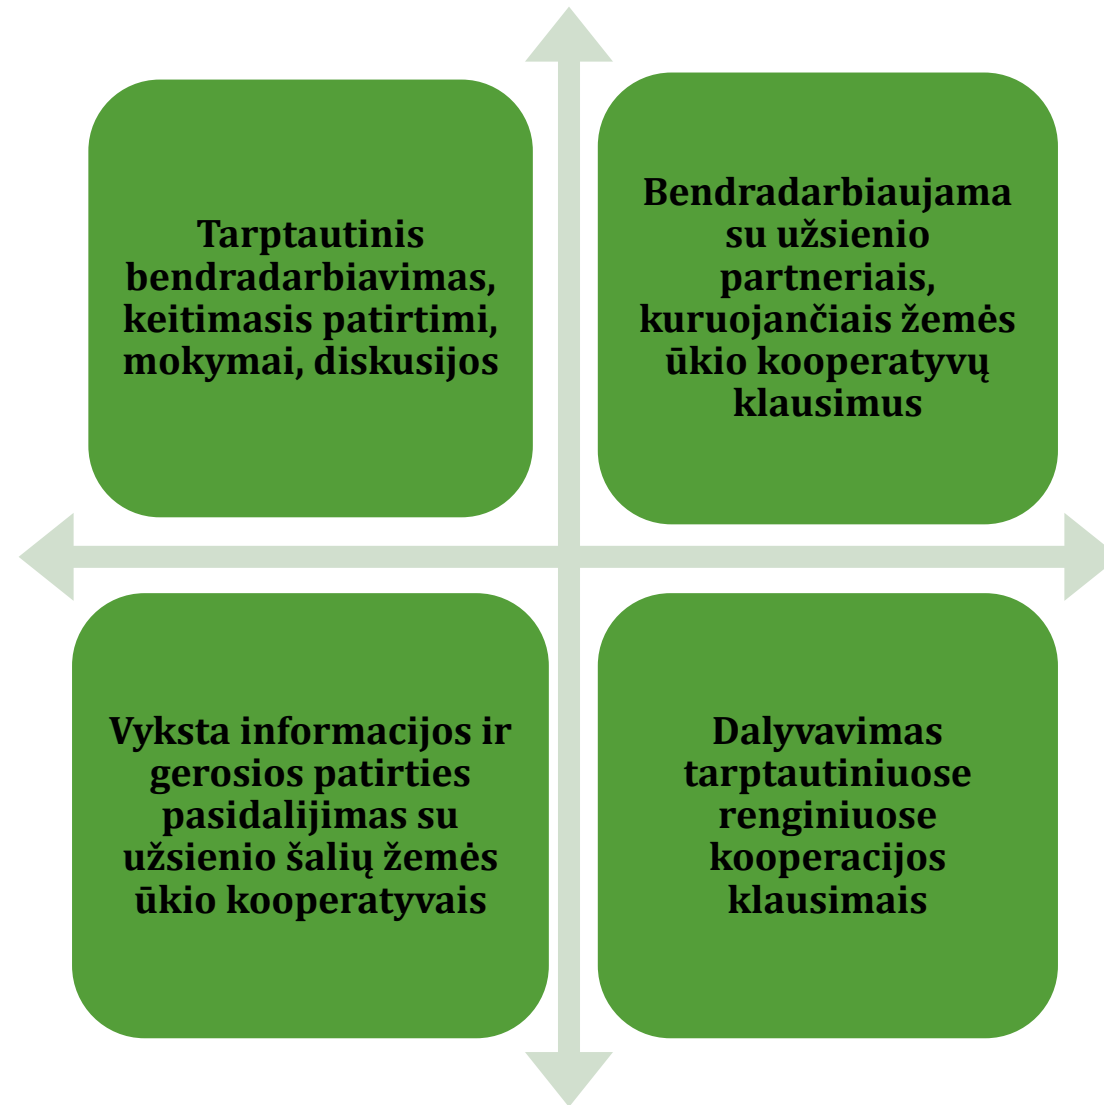 Tarptautinis
bendradarbiavimas,
keitimasis patirtimi,
mokymai, diskusijos
Bendradarbiaujama
su užsienio
partneriais,
kuruojančiais žemės
ūkio kooperatyvų
klausimus
Vyksta informacijos ir
gerosios patirties
pasidalijimas su
užsienio šalių žemės
ūkio kooperatyvais
Dalyvavimas
tarptautiniuose
renginiuose
kooperacijos
klausimais